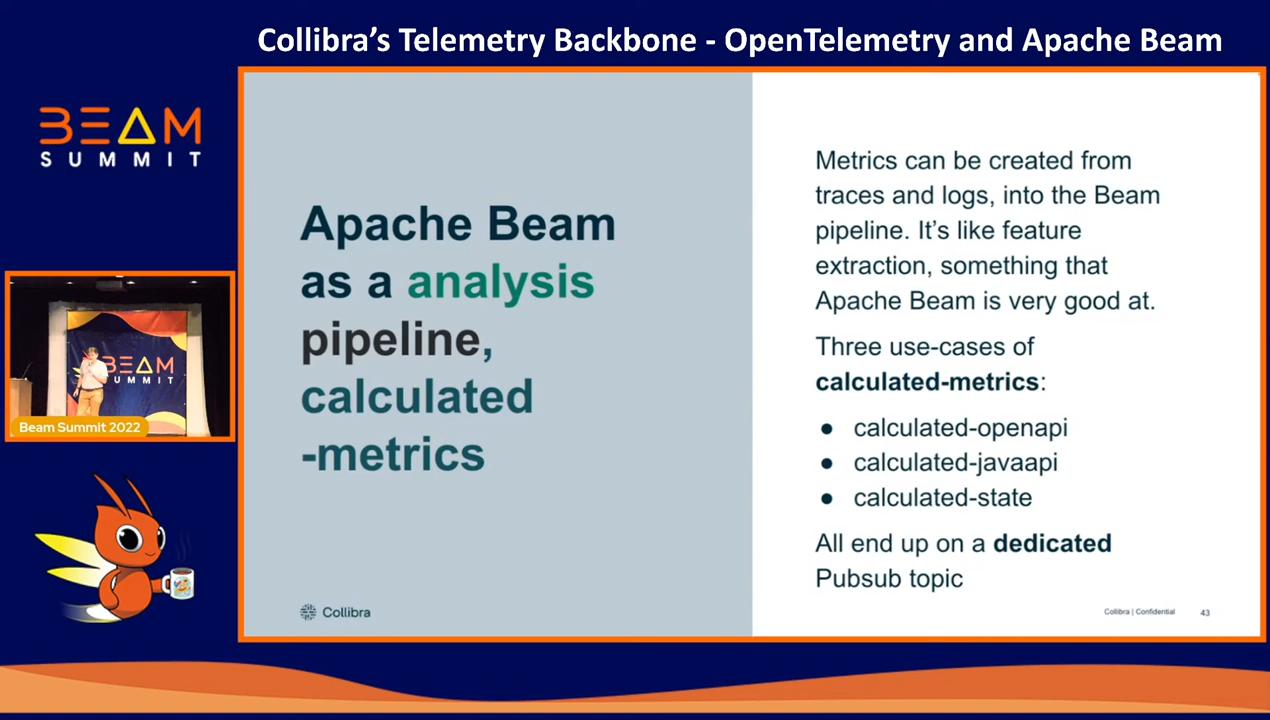 Collibra’s Telemetry Backbone - OpenTelemetry and Apache Beam
BEAM
SUMMIT
BEAM
SUMMIT
Beam Summit 2022
Apache Beam
as a analysis
pipeline,
calculated
-metrics
Collibra
Metrics can be created from
traces and logs, into the Beam
pipeline. It’s like feature
extraction, something that
Apache Beam is very good at.
Three use-cases of
calculated-metrics:
● calculated-openapi
● calculated-javaapi
● calculated-state
All end up on a dedicated
Pubsub topic
Collibra | Confidential
43